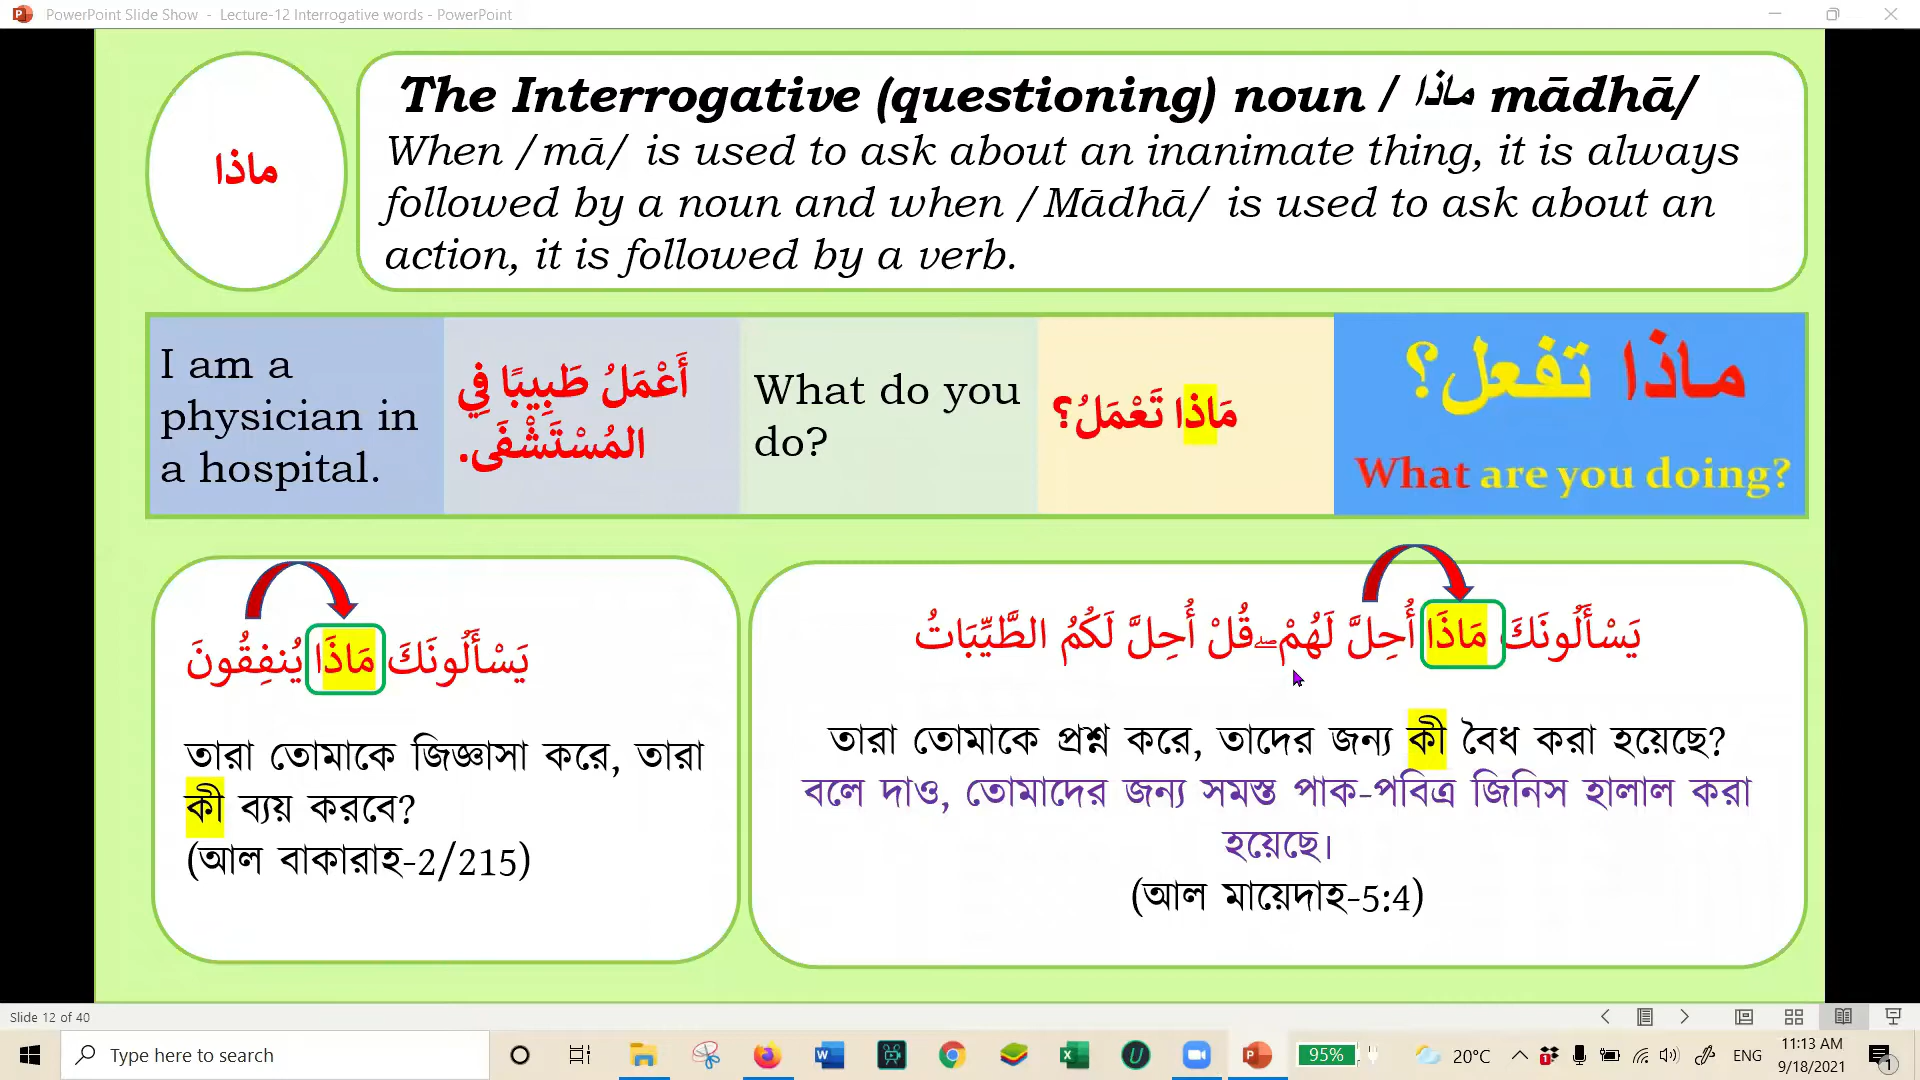 PowerPoint Slide Show - Lecture-12 Interrogative words - PowerPoint
ماذا
The Interrogative (questioning) noun / ماذا mādhā/
When /mā/ is used to ask about an inanimate thing, it is always
followed by a noun and when /Mādhā/ is used to ask about an
action, it is followed by a verb.
I am a
physician in
a hospital.
أَعْمَلُ طَبِيبًا فِي
المُسْتَشْفَى.
What do you
do?
مَاذا تَعْمَلُ؟
ماذا تفعل؟
What are you doing?
يَسْأَلُونَكَ مَاذَا يُنفِقُونَ
তারা তোমাকে জিজ্ঞাসা করে, তারা
কী ব্যয় করবে?
(আল বাকারাহ-2/215)
يَسْأَلُونَكَ مَاذَا أُحِلَّ لَهُمْ ۖ قُلْ أُحِلَّ لَكُمُ الطَّيِّبَاتُ
তারা তোমাকে প্রশ্ন করে, তাদের জন্য কী বৈধ করা হয়েছে?
বলে দাও, তোমাদের জন্য সমস্ত পাক-পবিত্র জিনিস হালাল করা
হয়েছে।
(আল মায়েদাহ-5:4)
Slide 12 of 40
Type here to search
95%
20°C
ENG
11:13 AM
9/18/2021
1